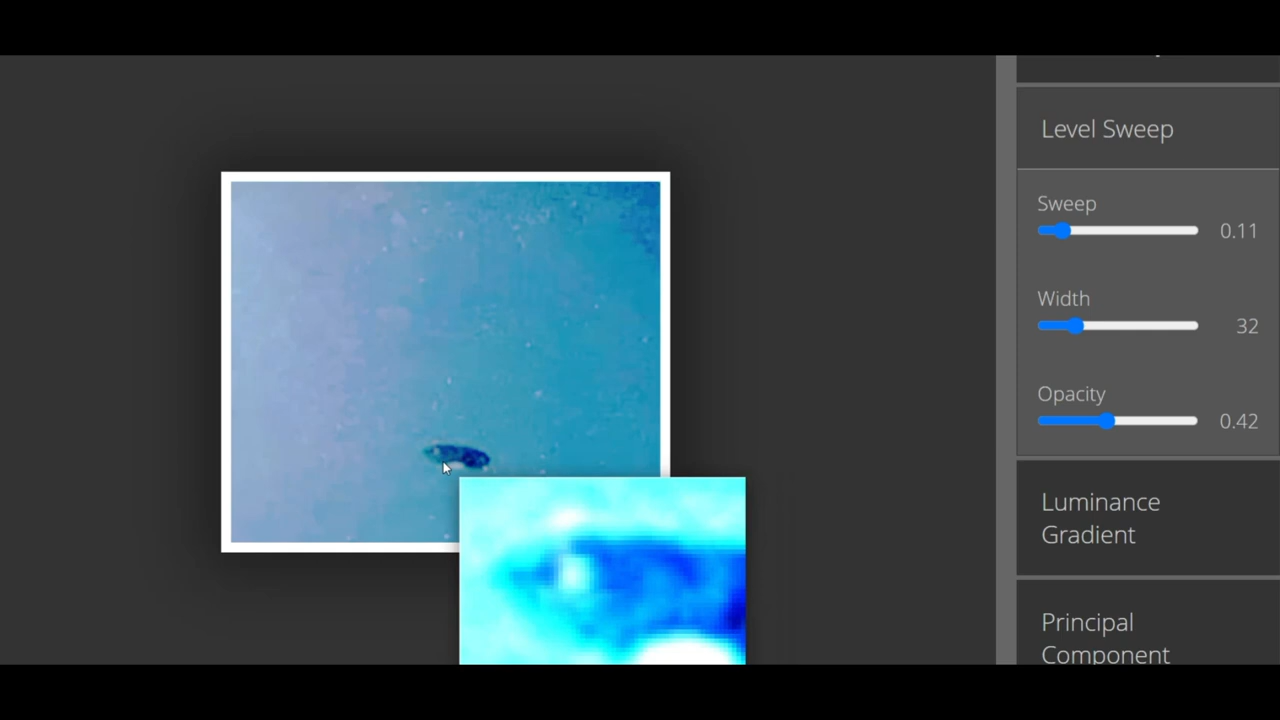 Level Sweep
Sweep
0.11
Width
32
Opacity
0.42
Luminance
Gradient
Principal
Component